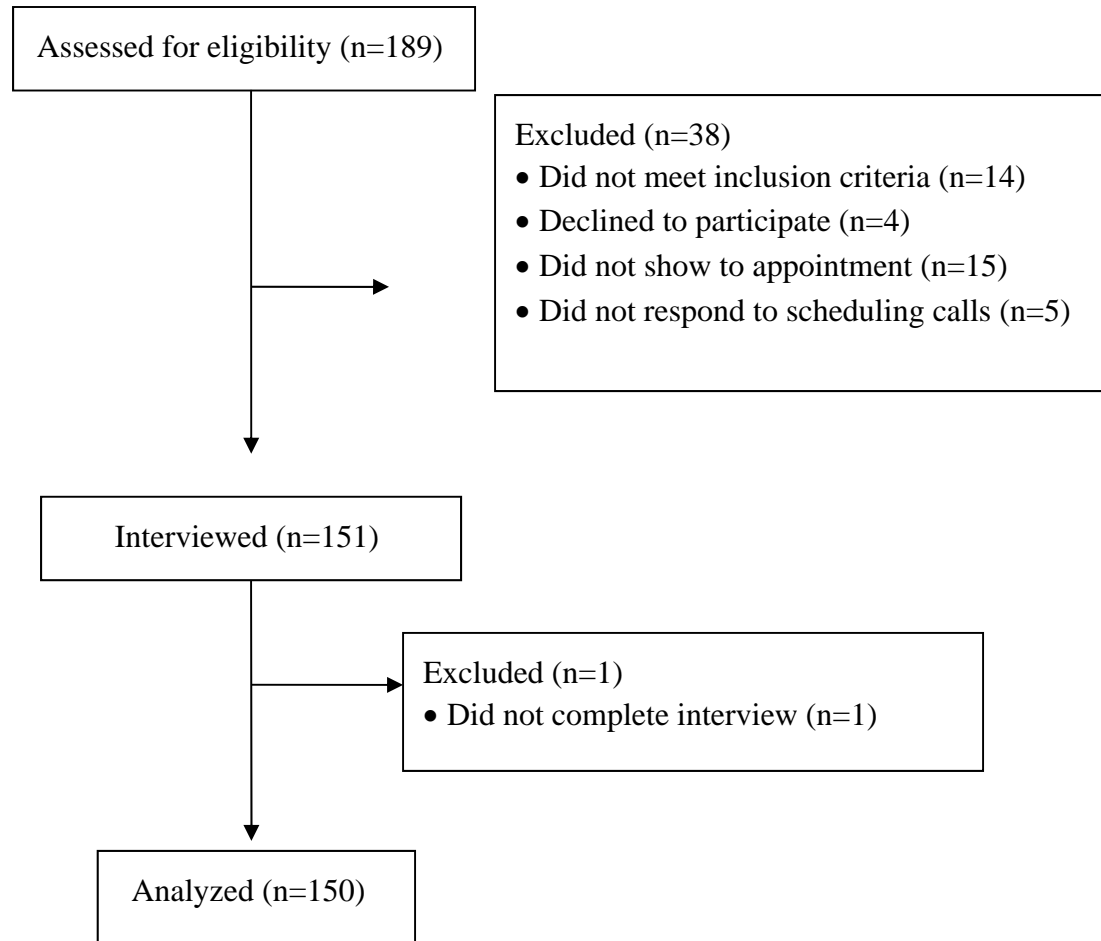 Assessed for eligibility (n=189)
Excluded (n=38)
• Did not meet inclusion criteria (n=14)
• Declined to participate (n=4)
• Did not show to appointment (n=15)
• Did not respond to scheduling calls (n=5)
Interviewed (n=151)
Excluded (n=1)
• Did not complete interview (n=1)
Analyzed (n=150)